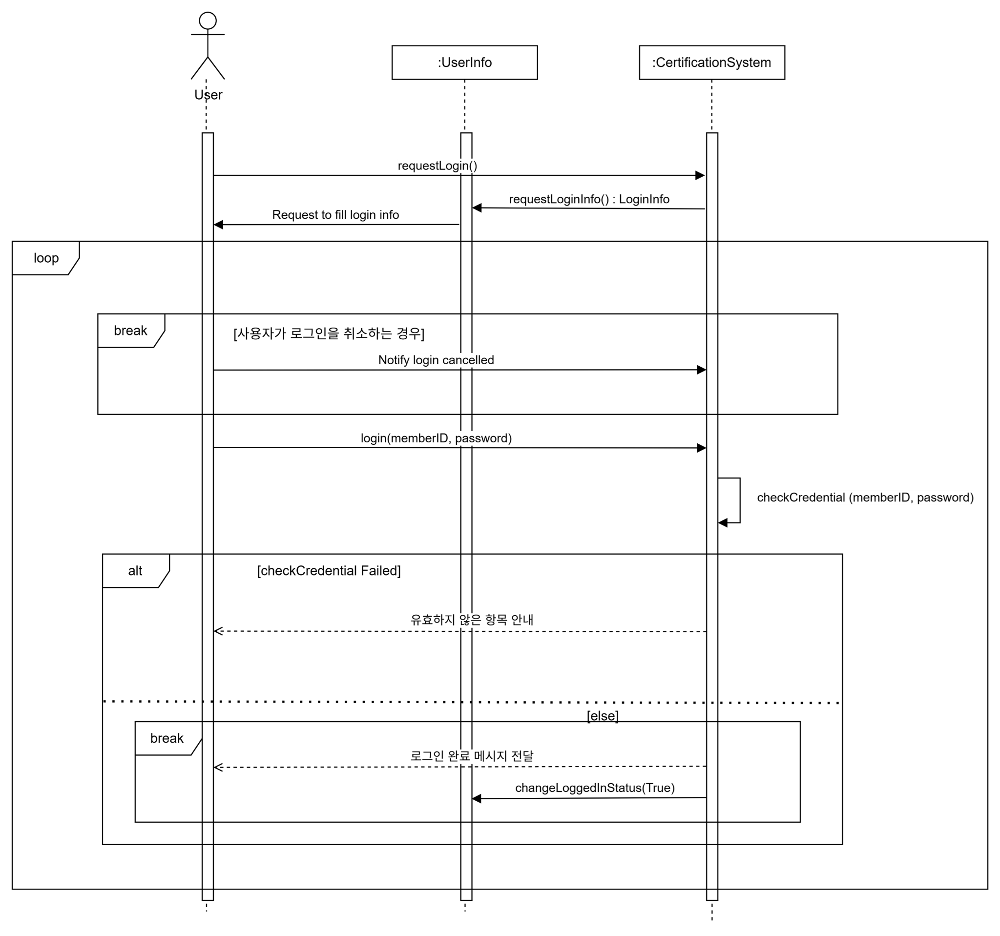 User
:UserInfo
:CertificationSystem
requestLogin()
requestLoginInfo() : LoginInfo
Request to fill login info
loop
break
[사용자가 로그인을 취소하는 경우]
Notify login cancelled
login(memberID, password)
checkCredential (memberID, password)
alt
[checkCredential Failed]
유효하지 않은 항목 안내
[else]
break
로그인 완료 메시지 전달
changeLoggedInStatus(True)